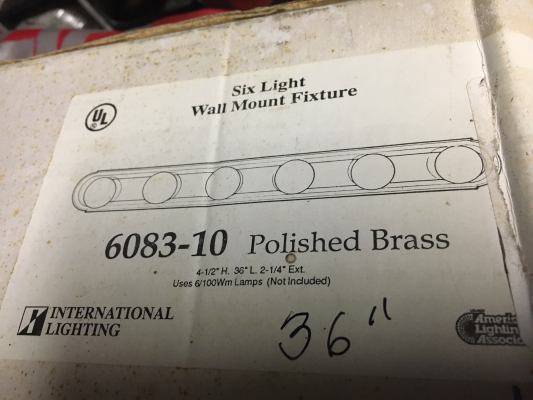 Six Light
Wall Mount Fixture
UL
6083-10 Polished Brass
4-1/2" H. 36" L. 2-1/4" Ext.
Uses 6/100Wm Lamps (Not Included)
INTERNATIONAL
LIGHTING
36"
Lighting